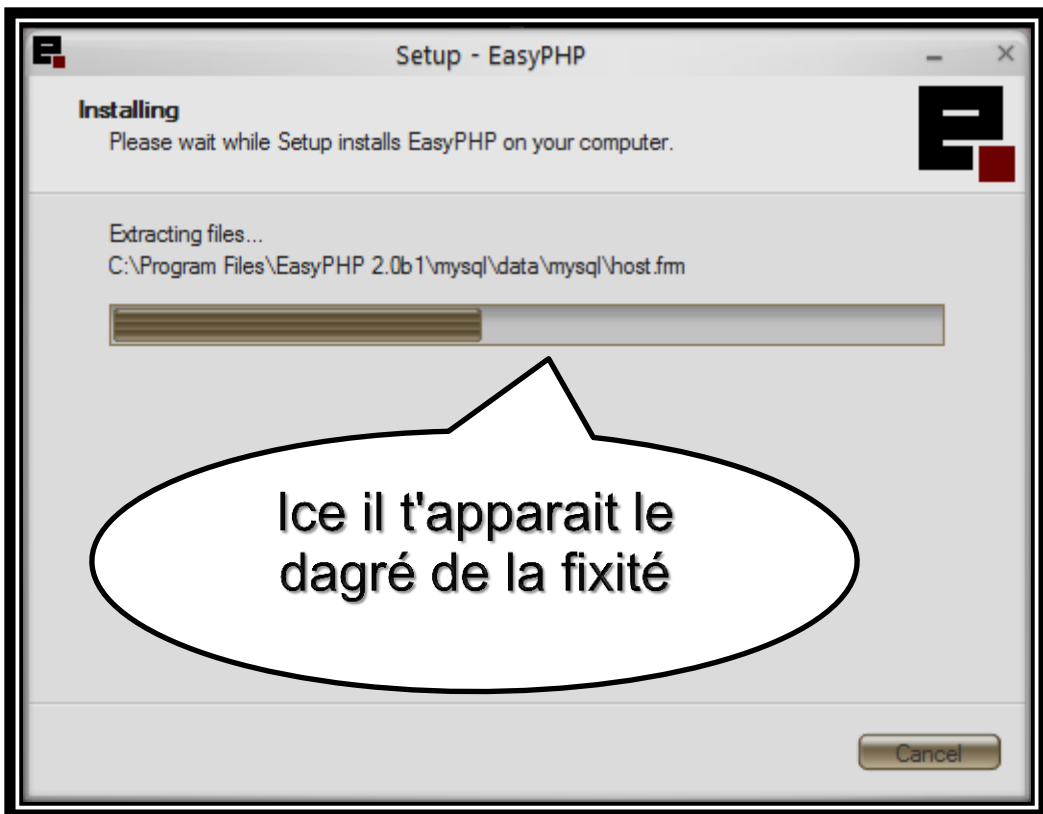 Setup - EasyPHP
Installing
Please wait while Setup installs EasyPHP on your computer.
Extracting files...
C:\Program Files\EasyPHP 2.0b1\mysql\data\mysql\host.frm
Ice il t'apparait le
dagré de la fixité
Cancel